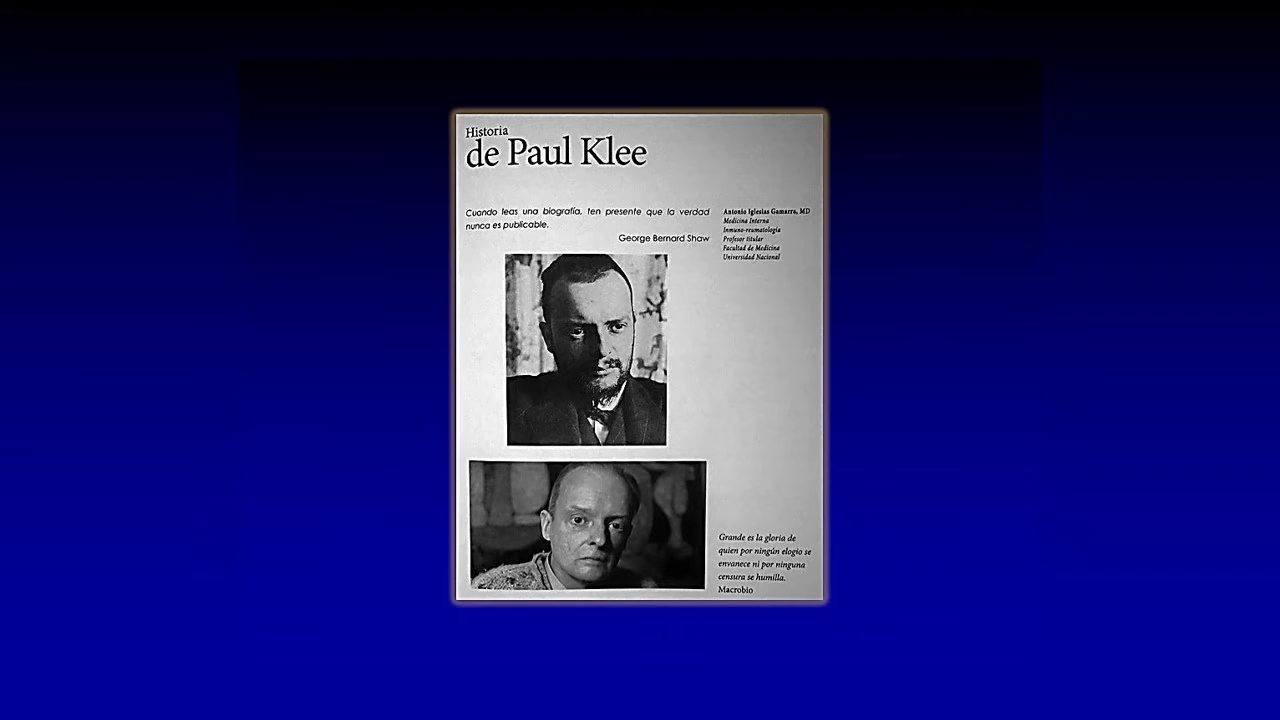 Historia
de Paul Klee
Cuando leas una biografía, ten presente que la verdad
nunca es publicable.
George Bernard Shaw
Antonio Iglesias Gamarra, MD
Medicina Interna
Inmuno-reumatología
Profesor titular
Facultad de Medicina
Universidad Nacional
Grande es la gloria de
quien por ningún elogio se
envanece ni por ninguna
censura se humilla.
Macrobio